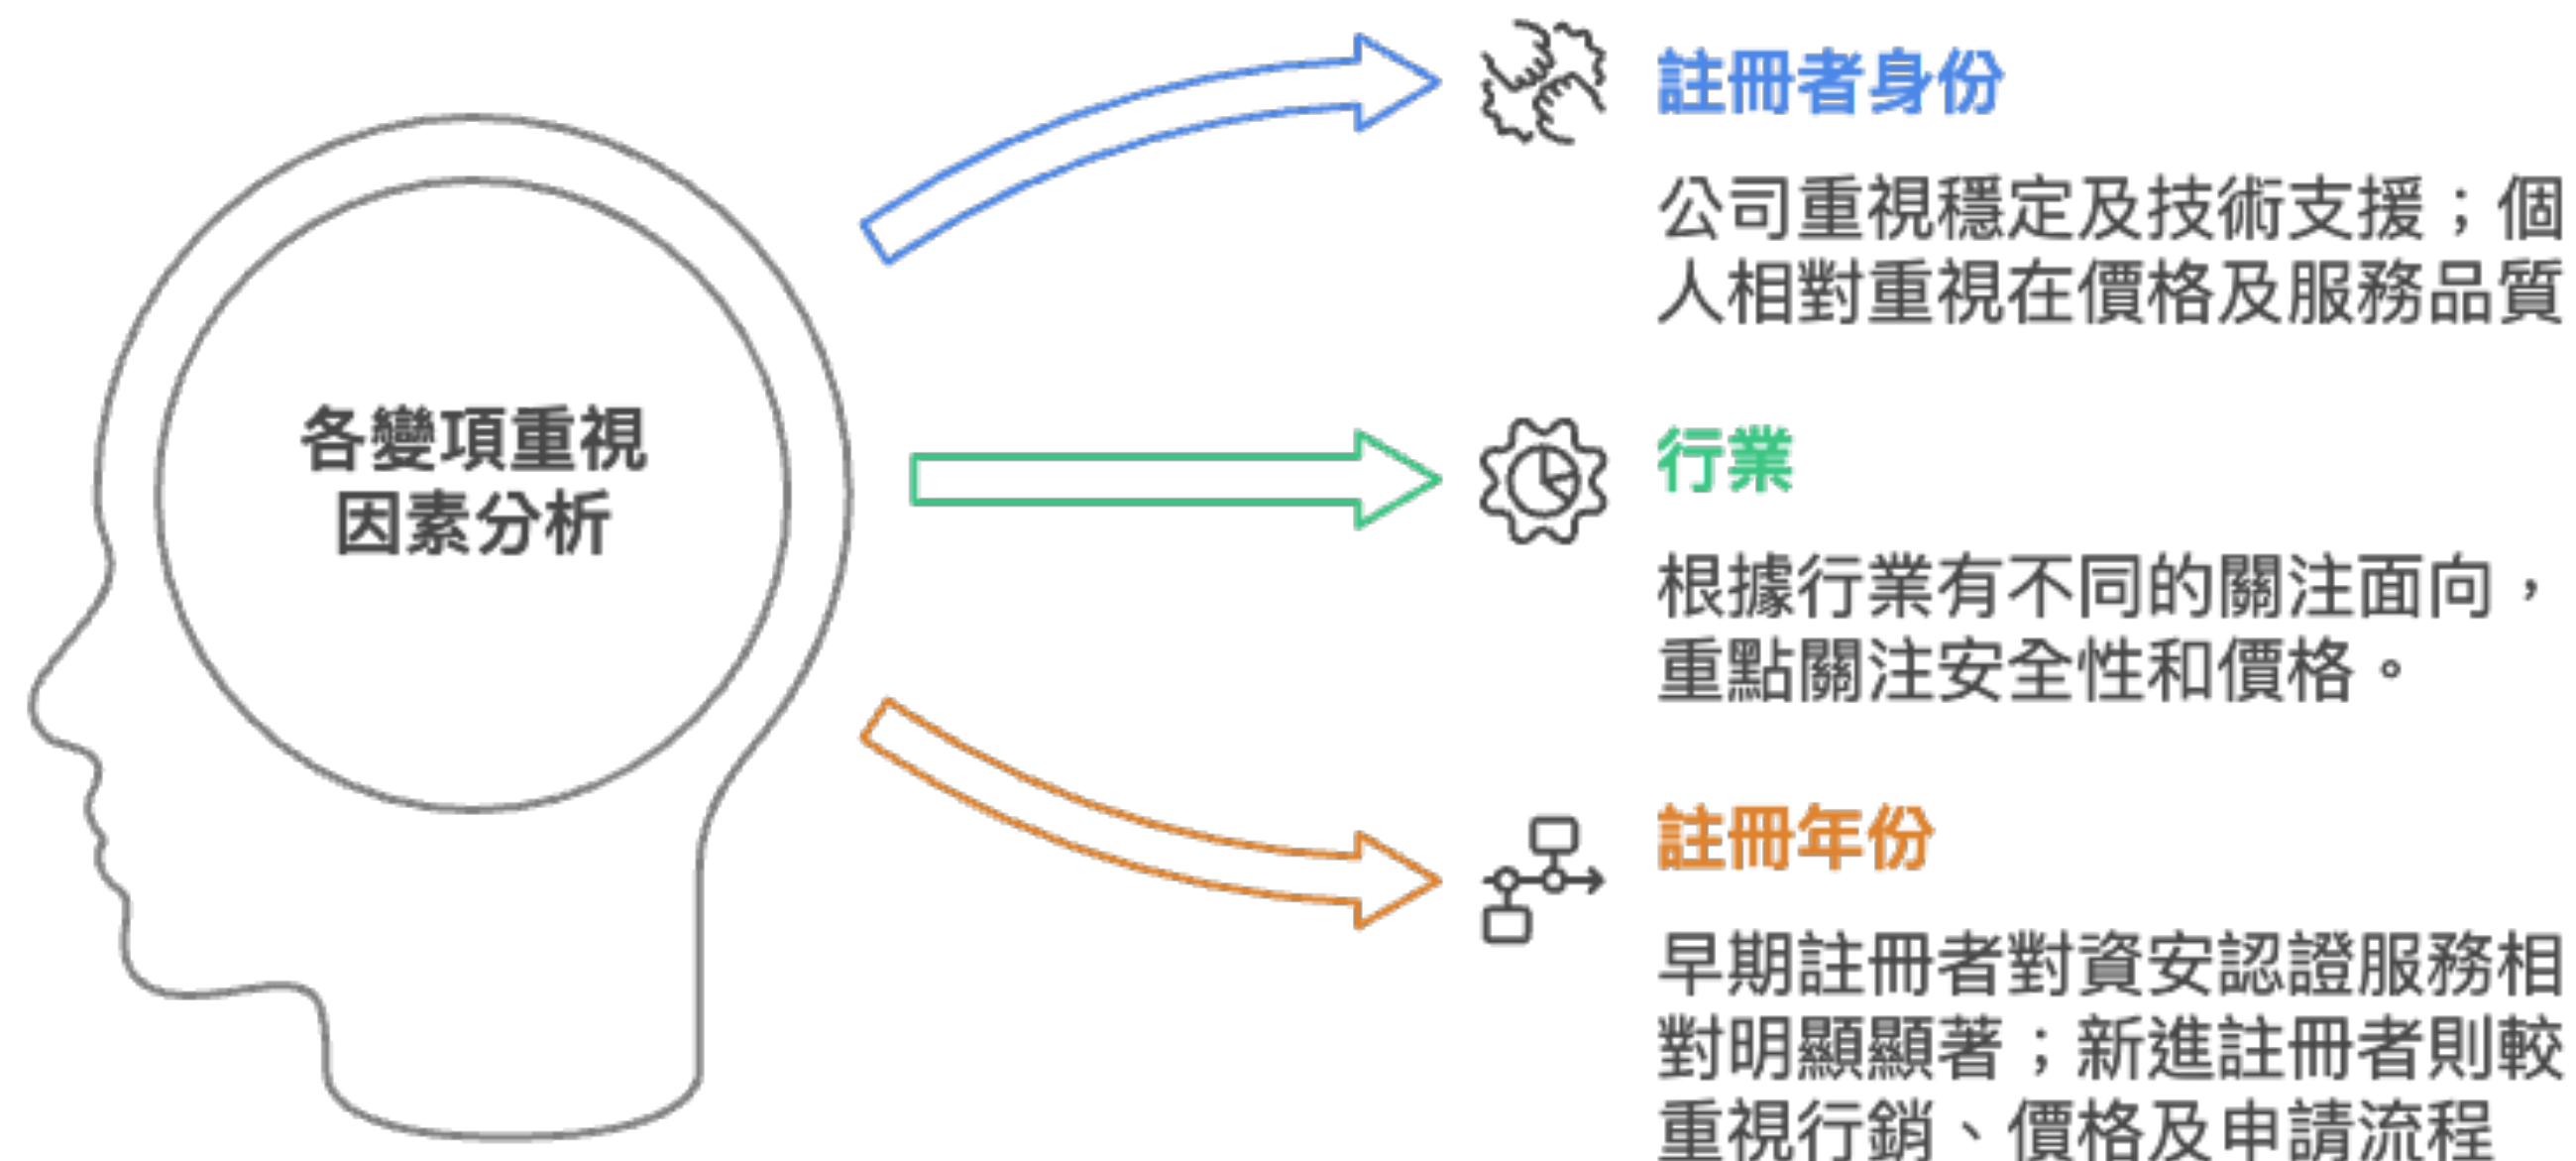 各變項重視
因素分析
註冊者身份
公司重視穩定及技術支援；個
人相對重視在價格及服務品質
行業
根據行業有不同的關注面向，
重點關注安全性和價格。
註冊年份
早期註冊者對資安認證服務相
對明顯顯著；新進註冊者則較
重視行銷、價格及申請流程